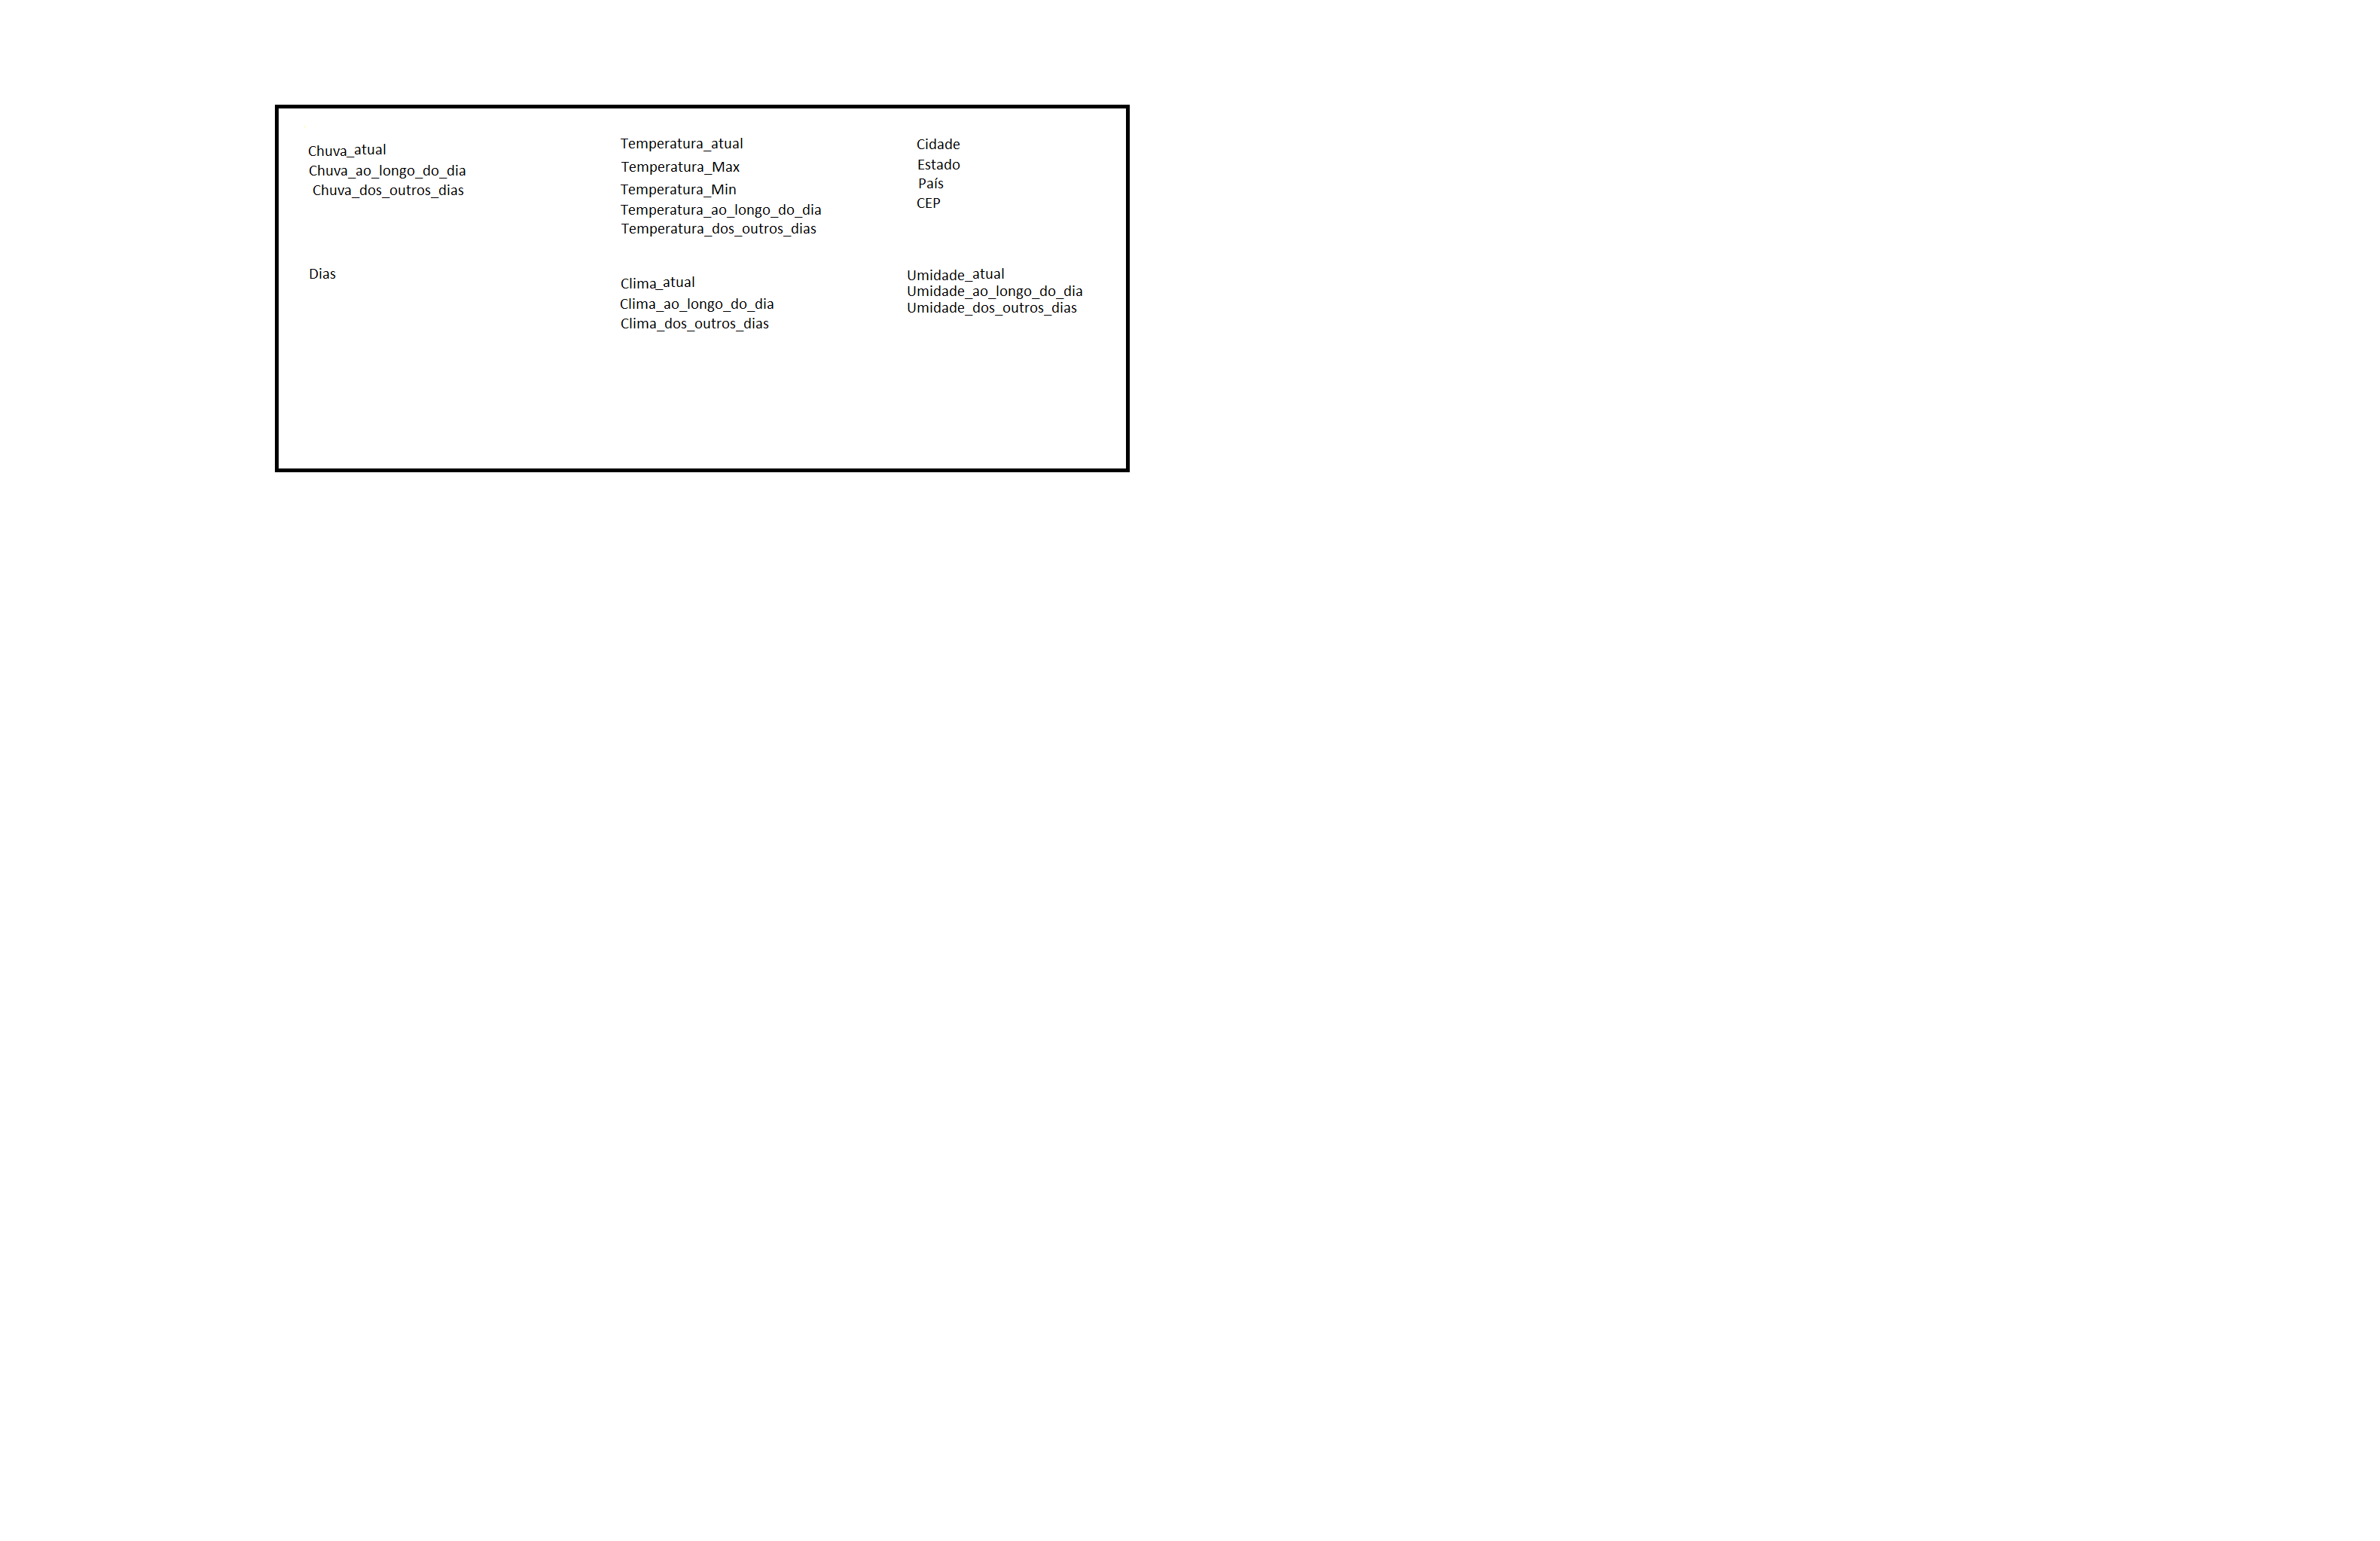 Chuva_atual
Chuva_ao_longo_do_dia
Chuva_dos_outros_dias
Temperatura_atual
Temperatura_Max
Temperatura_Min
Temperatura_ao_longo_do_dia
Temperatura_dos_outros_dias
Cidade
Estado
País
CEP
Dias
Clima_atual
Clima_ao_longo_do_dia
Clima_dos_outros_dias
Umidade_atual
Umidade_ao_longo_do_dia
Umidade_dos_outros_dias